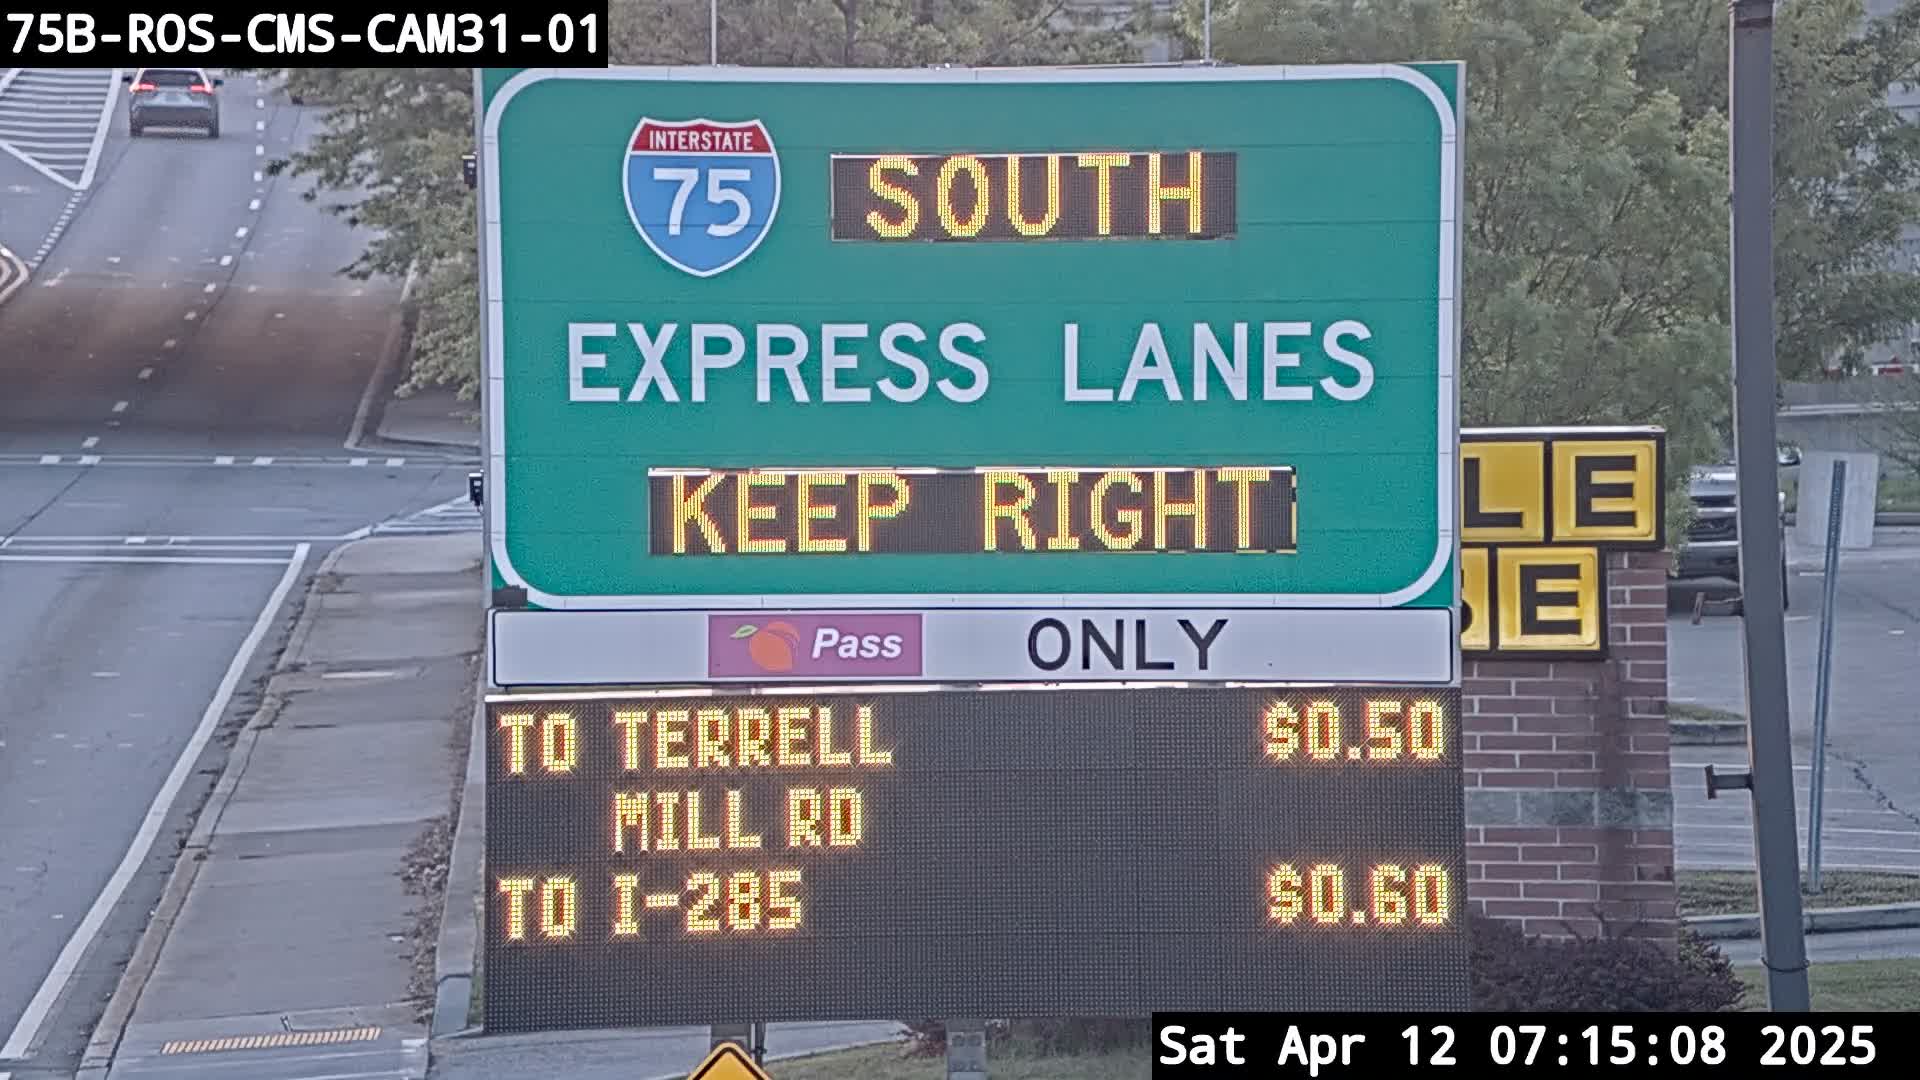 75B-ROS-CMS-CAM31-01
INTERSTATE
75
SOUTH
EXPRESS LANES
KEEP RIGHT
Pass ONLY
TO TERRELL $0.50
MILL RD
TO I-285 $0.60
LE
E
Sat Apr 12 07:15:08 2025